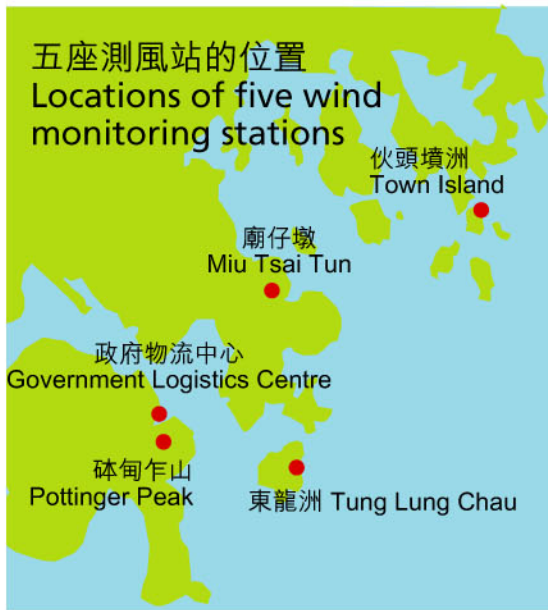 五座測風站的位置
Locations of five wind
monitoring stations
伙頭墳洲
Town Island
廟仔墩
Miu Tsai Tun
政府物流中心
Government Logistics Centre
砵甸乍山
Pottinger Peak
東龍洲 Tung Lung Chau